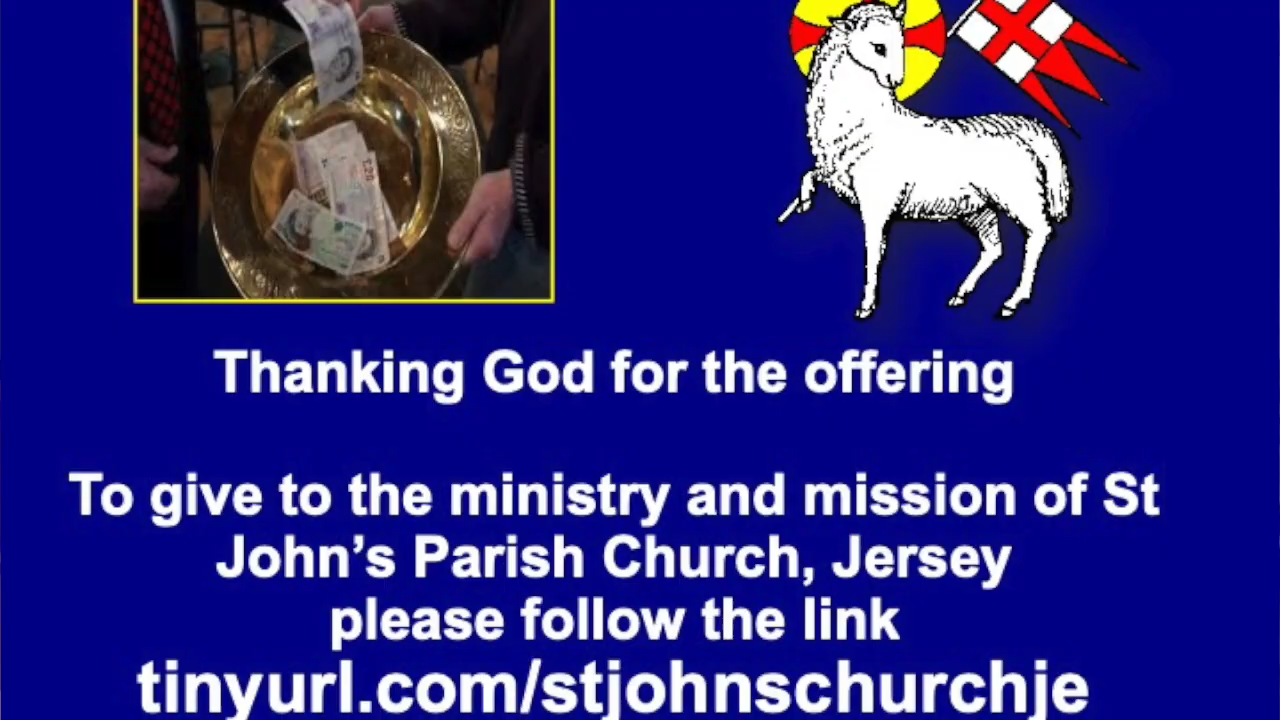 £20
Thanking God for the offering
To give to the ministry and mission of St
John’s Parish Church, Jersey
please follow the link
tinyurl.com/stjohnschurchje